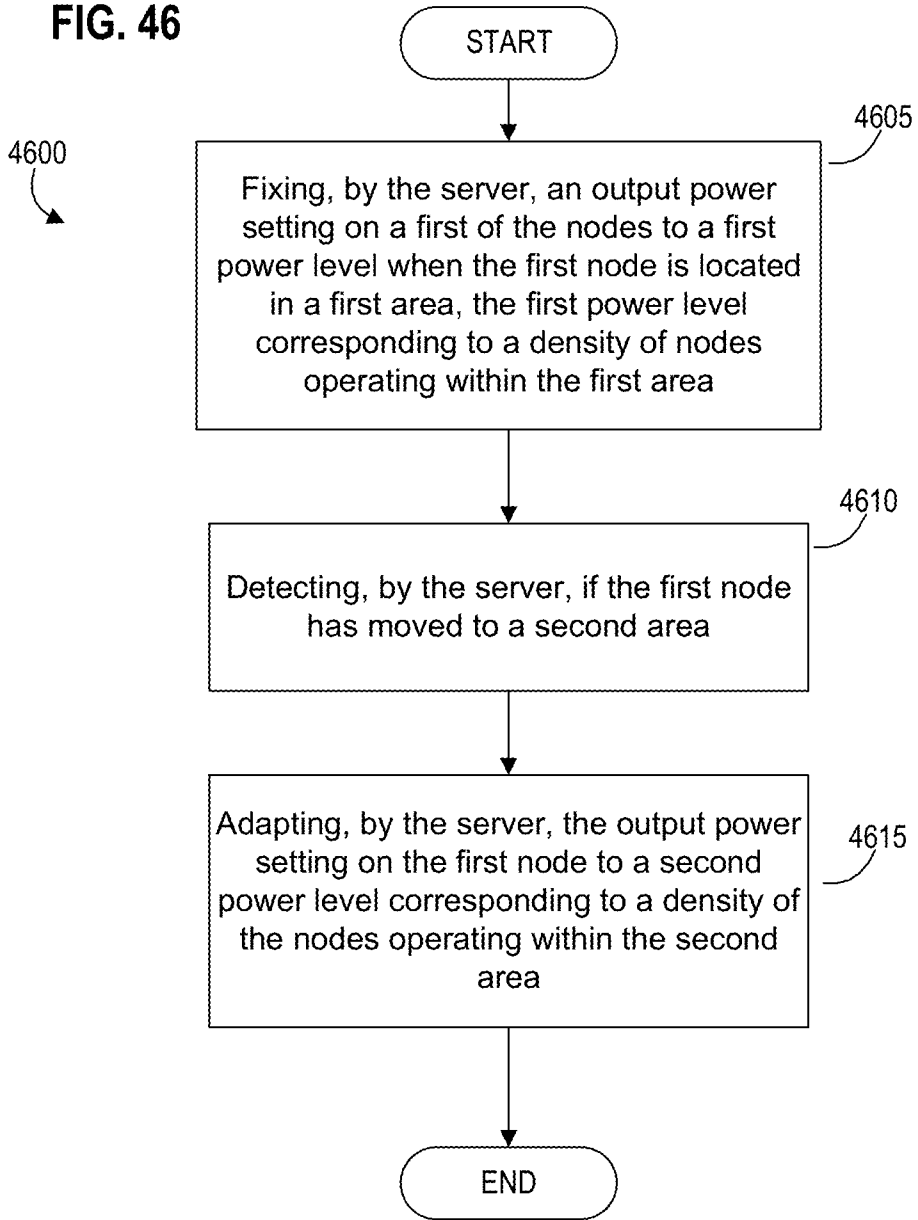 FIG. 46
START
4600
4605
Fixing, by the server, an output power
setting on a first of the nodes to a first
power level when the first node is located
in a first area, the first power level
corresponding to a density of nodes
operating within the first area
4610
Detecting, by the server, if the first node
has moved to a second area
Adapting, by the server, the output power
setting on the first node to a second
power level corresponding to a density of
the nodes operating within the second
area
4615
END